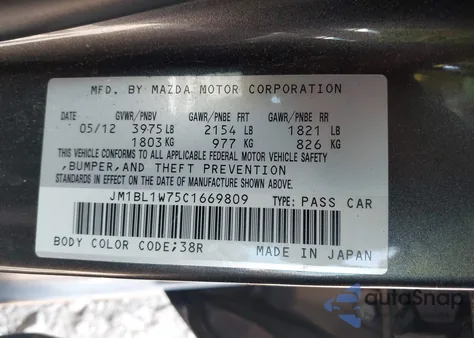 MFD. BY MAZDA MOTOR CORPORATION
DATE GVWR/PNBV GAWR/PNBE FRT GAWR/PNBE RR
05/12 3975 LB 2154 LB 1821 LB
1803 KG 977 KG 826 KG
THIS VEHICLE CONFORMS TO ALL APPLICABLE FEDERAL MOTOR VEHICLE SAFETY,
BUMPER, AND THEFT PREVENTION
STANDARDS IN EFFECT ON THE DATE OF MANUFACTURE SHOWN ABOVE.
JM1BL1W75C1669809 TYPE: PASS CAR
BODY COLOR CODE;38R MADE IN JAPAN
autoSnap